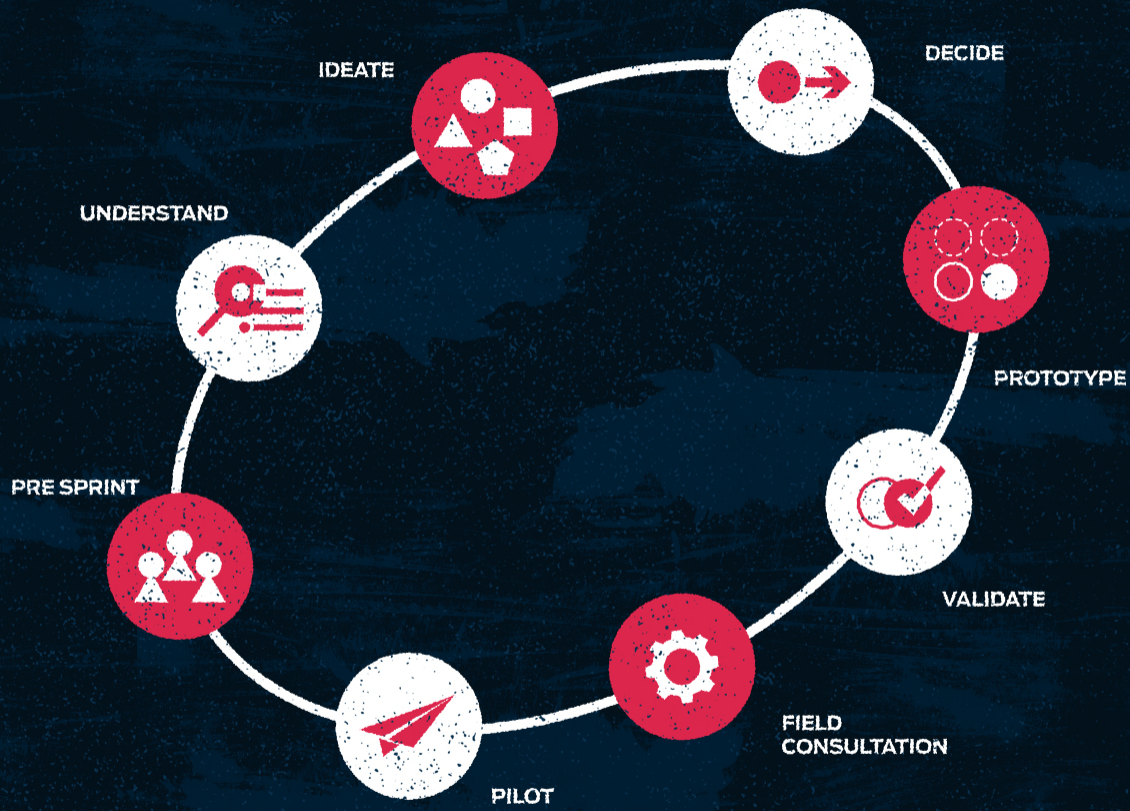 DECIDE
IDEATE
UNDERSTAND
PROTOTYPE
PRE SPRINT
VALIDATE
FIELD
CONSULTATION
PILOT